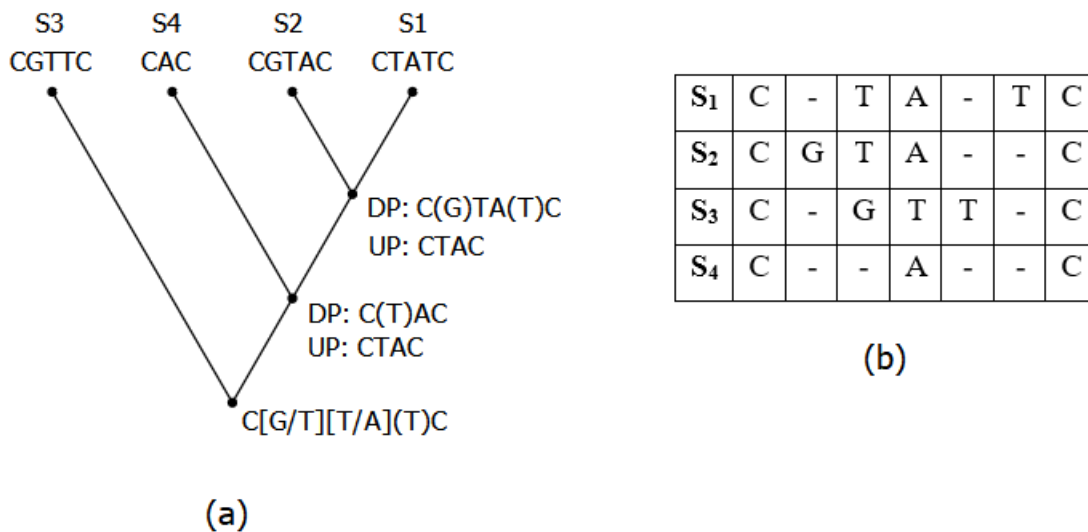 S3 S4 S2 S1
CGTTC CAC CGTAC CTATC
DP: C(G)TA(T)C
UP: CTAC
DP: C(T)AC
UP: CTAC
C[G/T][T/A](T)C
(a)
S1 C - T A - T C
S2 C G T A - - C
S3 C - G T T - C
S4 C - - A - - C
(b)